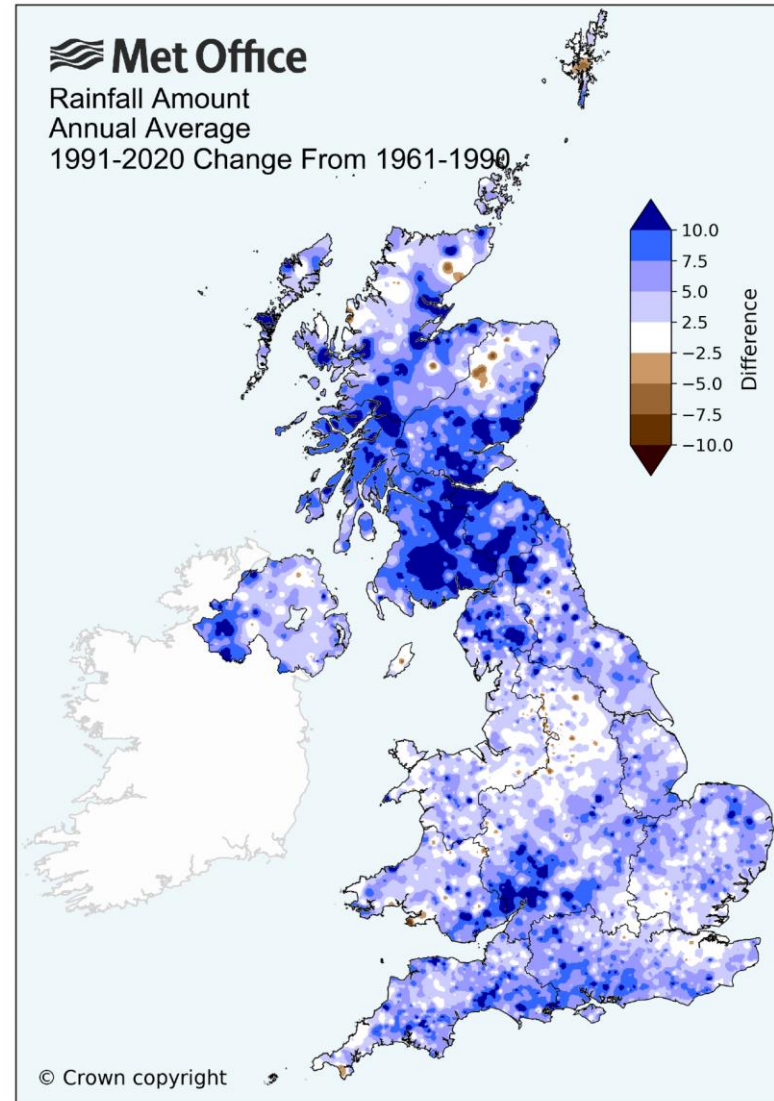 Met Office
Rainfall Amount
Annual Average
1991-2020 Change From 1961-1990
10.0
7.5
5.0
2.5
−2.5
−5.0
−7.5
−10.0
Difference
© Crown copyright